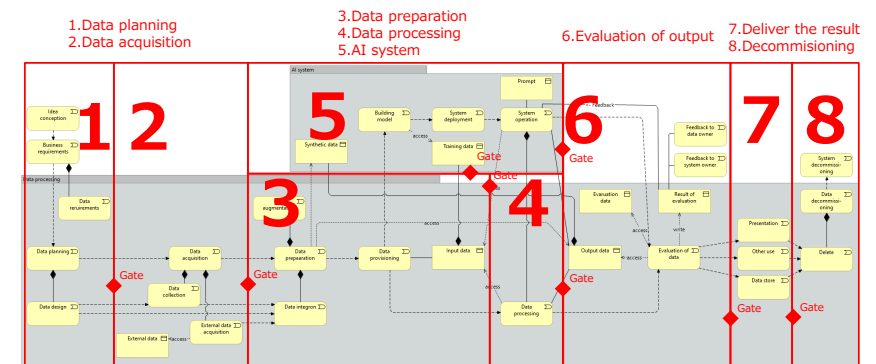 1.Data planning
2.Data acquisition
3.Data preparation
4.Data processing
5.AI system
6.Evaluation of output
7.Deliver the result
8.Decommisioning
AI system
Prompt
Idea
conception
Business
requirements
Data
reruirements
1
2
5
Building
model
System
deployment
System
operation
Feedback
access
Synthetic data
Training data
Gate
Gate
6
Gate
Feedback to
data owner
Feedback to
system owner
7
8
System
decommissi-
oning
Data processing
Data
augmentat
3
4
Evaruation
data
Result of
evaluation
Data
decommissi-
oning
access
access
write
Data planning
Data
acquisition
Data
prepearation
Data
provisioning
Input data
Output data
access
Evaluation of
data
Presentation
Other use
Data store
Delete
Gate
Gate
Gate
Data
collection
access
Data design
External data
acquisition
Data integron
Data
processing
External data
access
Gate
Gate